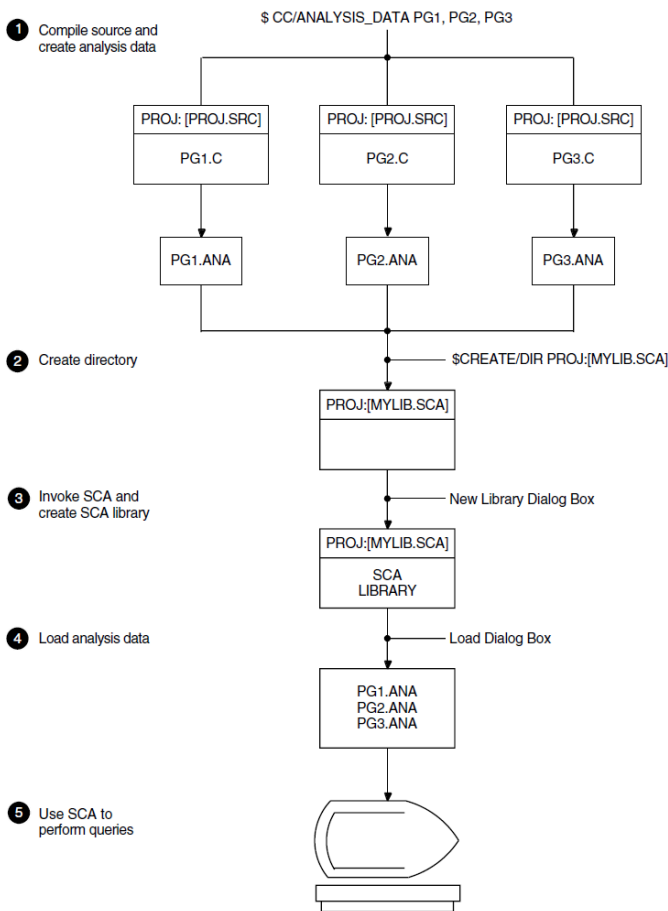 $ CC/ANALYSIS_DATA PG1, PG2, PG3
1 Compile source and
create analysis data
PROJ: [PROJ.SRC]
PG1.C
PROJ: [PROJ.SRC]
PG2.C
PROJ: [PROJ.SRC]
PG3.C
PG1.ANA
PG2.ANA
PG3.ANA
2 Create directory
$CREATE/DIR PROJ:[MYLIB.SCA]
PROJ:[MYLIB.SCA]
3 Invoke SCA and
create SCA library
New Library Dialog Box
PROJ:[MYLIB.SCA]
SCA
LIBRARY
4 Load analysis data
Load Dialog Box
PG1.ANA
PG2.ANA
PG3.ANA
5 Use SCA to
perform queries